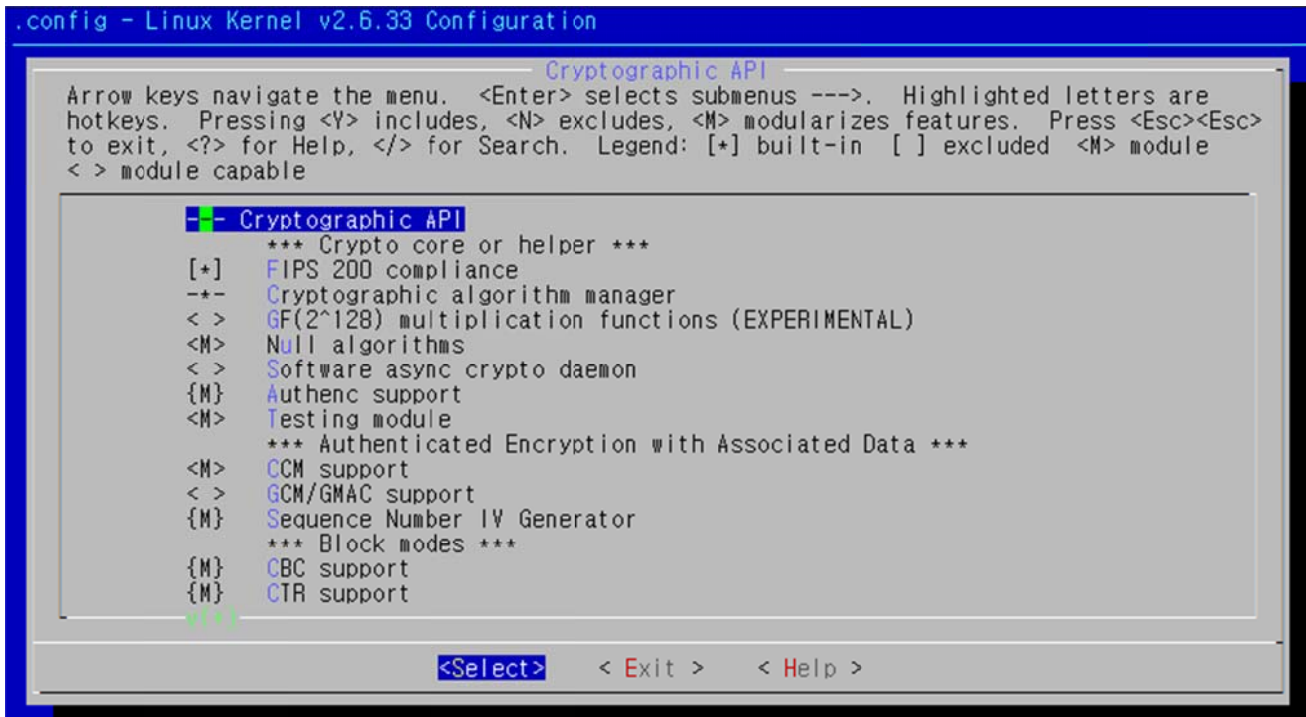 .config - Linux Kernel v2.6.33 Configuration
Cryptographic API
Arrow keys navigate the menu.  <Enter> selects submenus --->.  Highlighted letters are
hotkeys.  Pressing <Y> includes, <N> excludes, <M> modularizes features.  Press <Esc><Esc>
to exit, <?> for Help, </> for Search.  Legend: [*] built-in  [ ] excluded  <M> module
< > module capable
--- Cryptographic API
*** Crypto core or helper ***
[*] FIPS 200 compliance
-*- Cryptographic algorithm manager
< > GF(2^128) multiplication functions (EXPERIMENTAL)
<M> Null algorithms
< > Software async crypto daemon
{M} Authenc support
<M> Testing module
*** Authenticated Encryption with Associated Data ***
<M> CCM support
< > GCM/GMAC support
{M} Sequence Number IV Generator
*** Block modes ***
{M} CBC support
{M} CTR support
v(+)
<Select> < Exit > < Help >